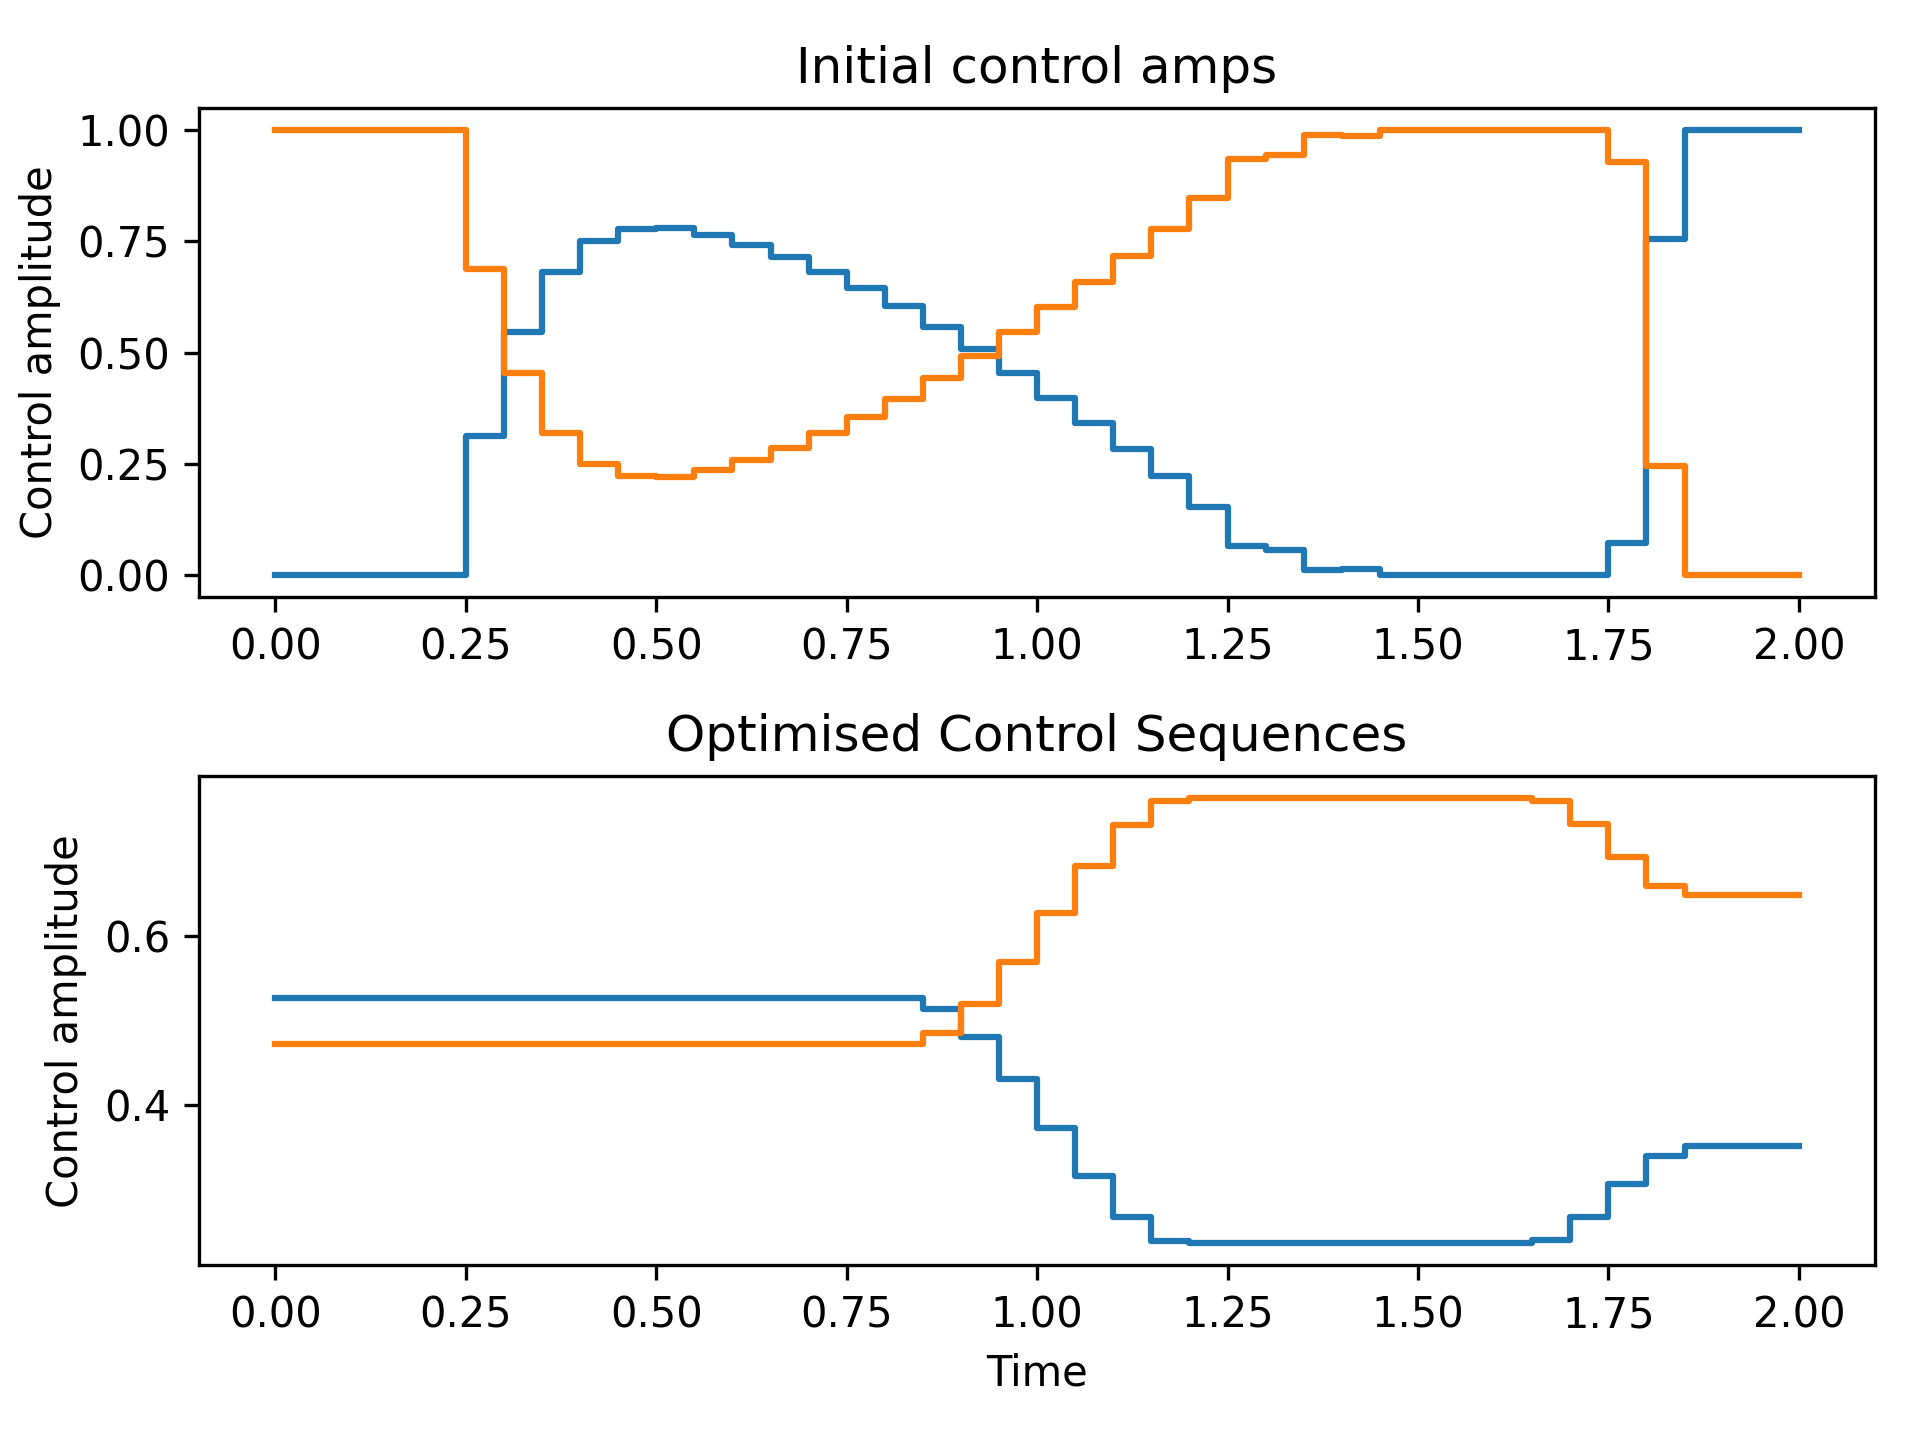 Initial control amps
Control amplitude
1.00
0.75
0.50
0.25
0.00
0.00 0.25 0.50 0.75 1.00 1.25 1.50 1.75 2.00
Optimised Control Sequences
Control amplitude
0.6
0.4
0.00 0.25 0.50 0.75 1.00 1.25 1.50 1.75 2.00
Time